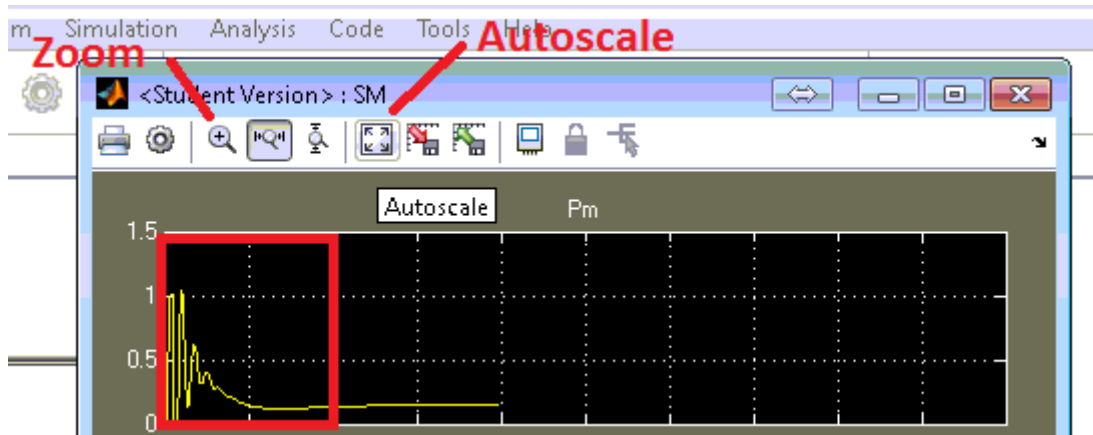 m Simulation Analysis Code Tools Help
Zoom Autoscale
<Student Version> : SM
Autoscale
Pm
1.5
1
0.5
0